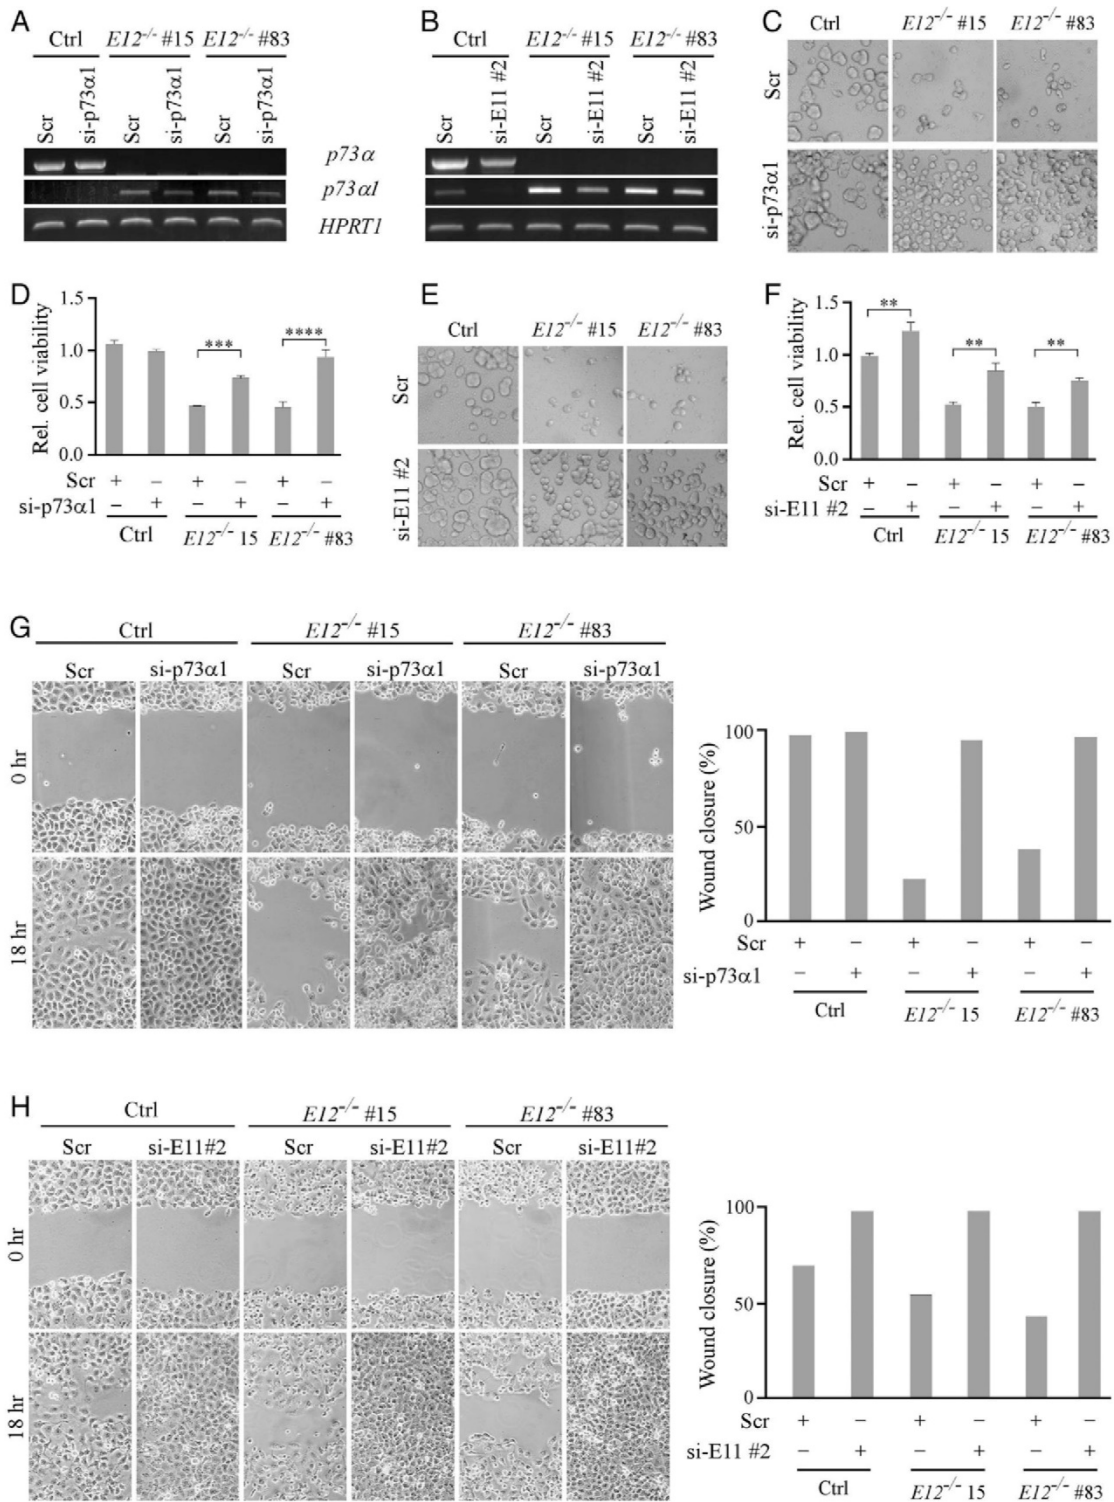 A
Ctrl E12-/- #15 E12-/- #83
Scr si-p73α1 Scr si-p73α1 Scr si-p73α1
p73α
p73α1
HPRT1
B
Ctrl E12-/- #15 E12-/- #83
Scr si-E11 #2 Scr si-E11 #2 Scr si-E11 #2
C
Ctrl E12-/- #15 E12-/- #83
Scr
si-p73α1
D
Rel. cell viability
1.5
1.0
0.5
0.0
*** ****
Scr + − + − + −
si-p73α1 − + − + − +
Ctrl E12-/- 15 E12-/- #83
E
Ctrl E12-/- #15 E12-/- #83
Scr
si-E11 #2
F
Rel. cell viability
1.5
1.0
0.5
0.0
** ** **
Scr + − + − + −
si-E11 #2 − + − + − +
Ctrl E12-/- 15 E12-/- #83
G
Ctrl E12-/- #15 E12-/- #83
Scr si-p73α1 Scr si-p73α1 Scr si-p73α1
0 hr
18 hr
Wound closure (%)
100
50
0
Scr + − + − + −
si-p73α1 − + − + − +
Ctrl E12-/- 15 E12-/- #83
H
Ctrl E12-/- #15 E12-/- #83
Scr si-E11#2 Scr si-E11#2 Scr si-E11#2
0 hr
18 hr
Wound closure (%)
100
50
0
Scr + − + − + −
si-E11 #2 − + − + − +
Ctrl E12-/- 15 E12-/- #83